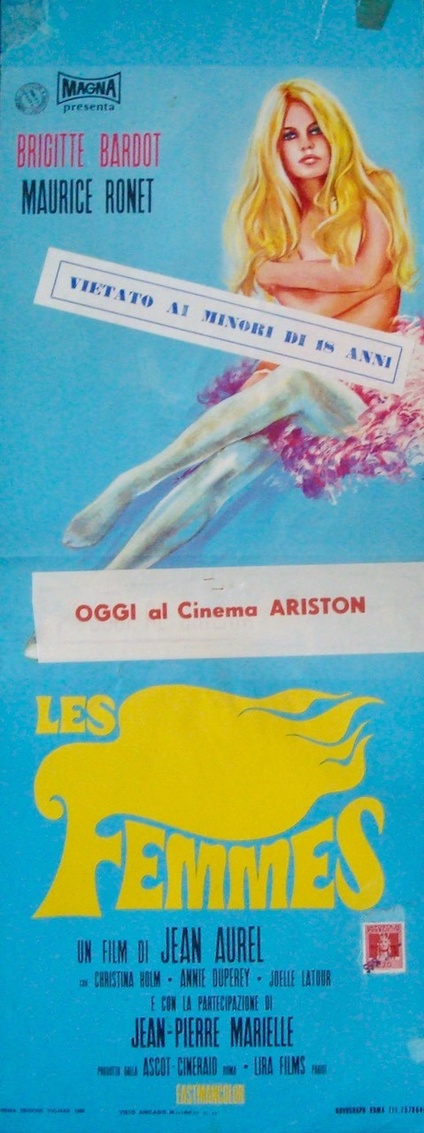 MAGNA
presenta
BRIGITTE BARDOT
MAURICE RONET
VIETATO AI MINORI DI 18 ANNI
OGGI al Cinema ARISTON
LES
FEMMES
UN FILM DI JEAN AUREL
CON CHRISTINA HOLM • ANNIE DUPEREY • JOELLE LATOUR
E CON LA PARTECIPAZIONE DI
JEAN-PIERRE MARIELLE
PRODOTTO DALLA ASCOT-CINERAID ROMA • LIRA FILMS PARIGI
EASTMANCOLOR
ROMA